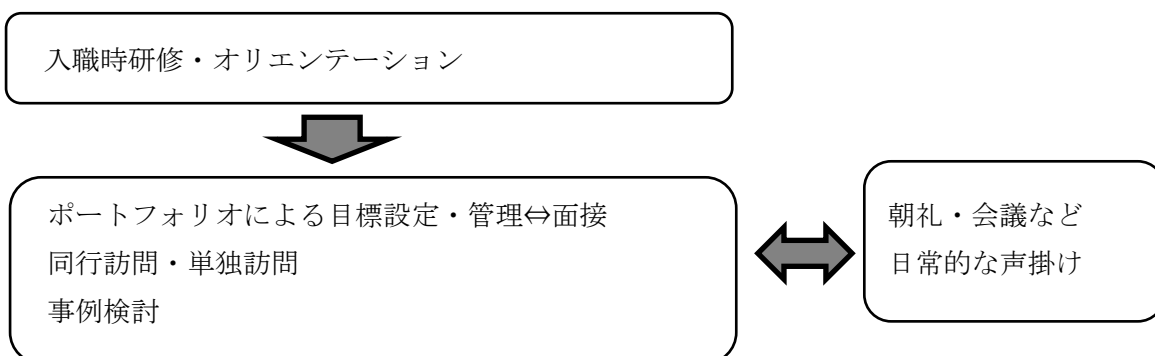 入職時研修・オリエンテーション
ポートフォリオによる目標設定・管理⇔面接
同行訪問・単独訪問
事例検討
朝礼・会議など
日常的な声掛け